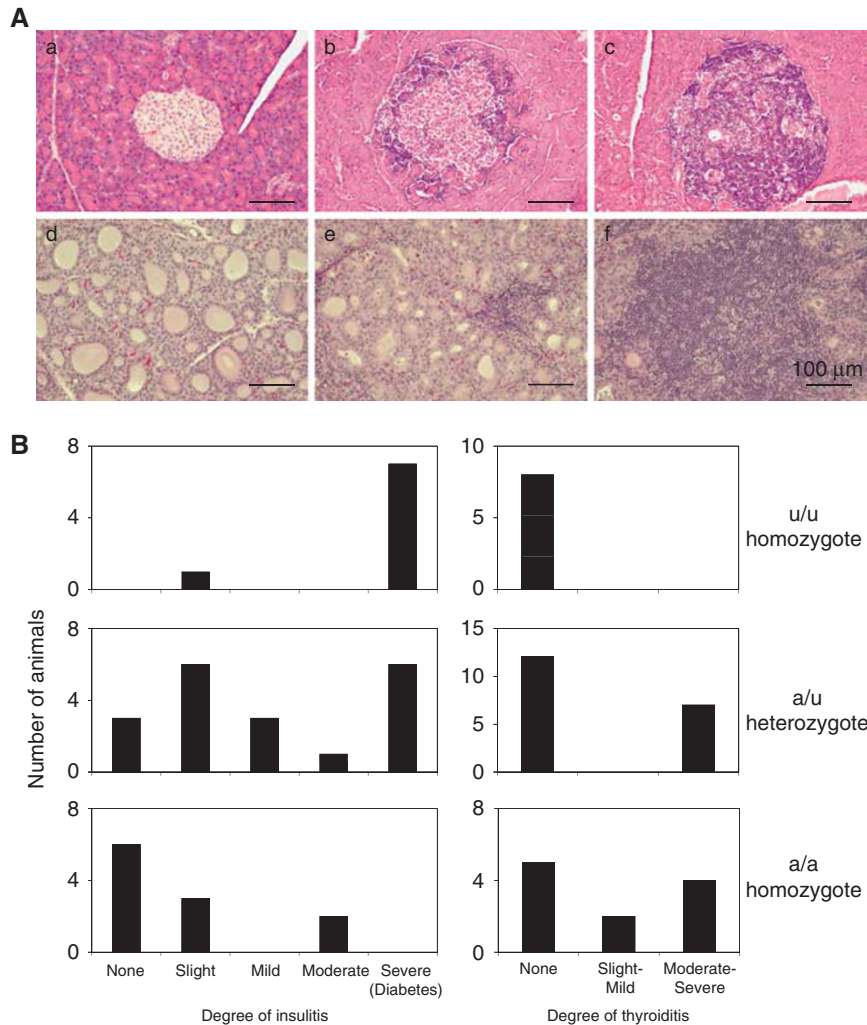 A
a
b
c
d
e
f
100 μm
B
Number of animals
8
4
0
10
5
0
u/u
homozygote
8
4
0
15
10
5
0
a/u
heterozygote
8
4
0
8
4
0
a/a
homozygote
None
Slight
Mild
Moderate
Severe
(Diabetes)
Degree of insulitis
None
Slight-
Mild
Moderate-
Severe
Degree of thyroiditis